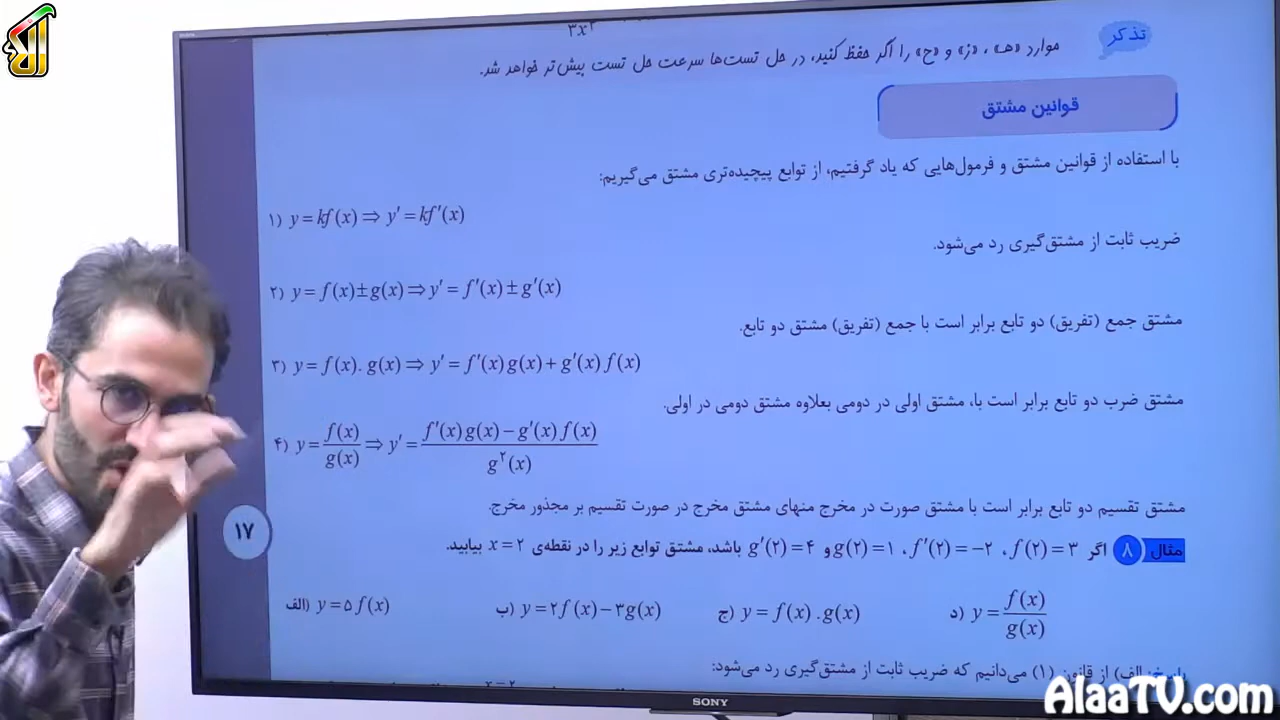 ۳x۲
تذکر
موارد «هـ» ، «ز» و «ح» را اگر حفظ کنید، در حل تست‌ها سرعت حل تست بیش‌تر خواهد شد.
قوانین مشتق
با استفاده از قوانین مشتق و فرمول‌هایی که یاد گرفتیم، از توابع پیچیده‌تری مشتق می‌گیریم:
۱) y = kf(x) ⇒ y′ = kf′(x)
ضریب ثابت از مشتق‌گیری رد می‌شود.
۲) y = f(x) ± g(x) ⇒ y′ = f′(x) ± g′(x)
مشتق جمع (تفریق) دو تابع برابر است با جمع (تفریق) مشتق دو تابع.
۳) y = f(x). g(x) ⇒ y′ = f′(x) g(x) + g′(x) f(x)
مشتق ضرب دو تابع برابر است با، مشتق اولی در دومی بعلاوه مشتق دومی در اولی.
۴) y = f(x)/g(x) ⇒ y′ = (f′(x) g(x) − g′(x) f(x))/g۲(x)
مشتق تقسیم دو تابع برابر است با مشتق صورت در مخرج منهای مشتق مخرج در صورت تقسیم بر مجذور مخرج.
۱۷
مثال ۸ اگر f(۲) = ۳ ، f′(۲) = −۲ ، g(۲) = ۱ و g′(۲) = ۴ باشد، مشتق توابع زیر را در نقطه‌ی x = ۲ بیابید.
الف) y = ۵f(x) ب) y = ۲f(x) − ۳g(x) ج) y = f(x) .g(x) د) y = f(x)/g(x)
الف) از قانون (۱) می‌دانیم که ضریب ثابت از مشتق‌گیری رد می‌شود:
SONY
AlaaTV.com